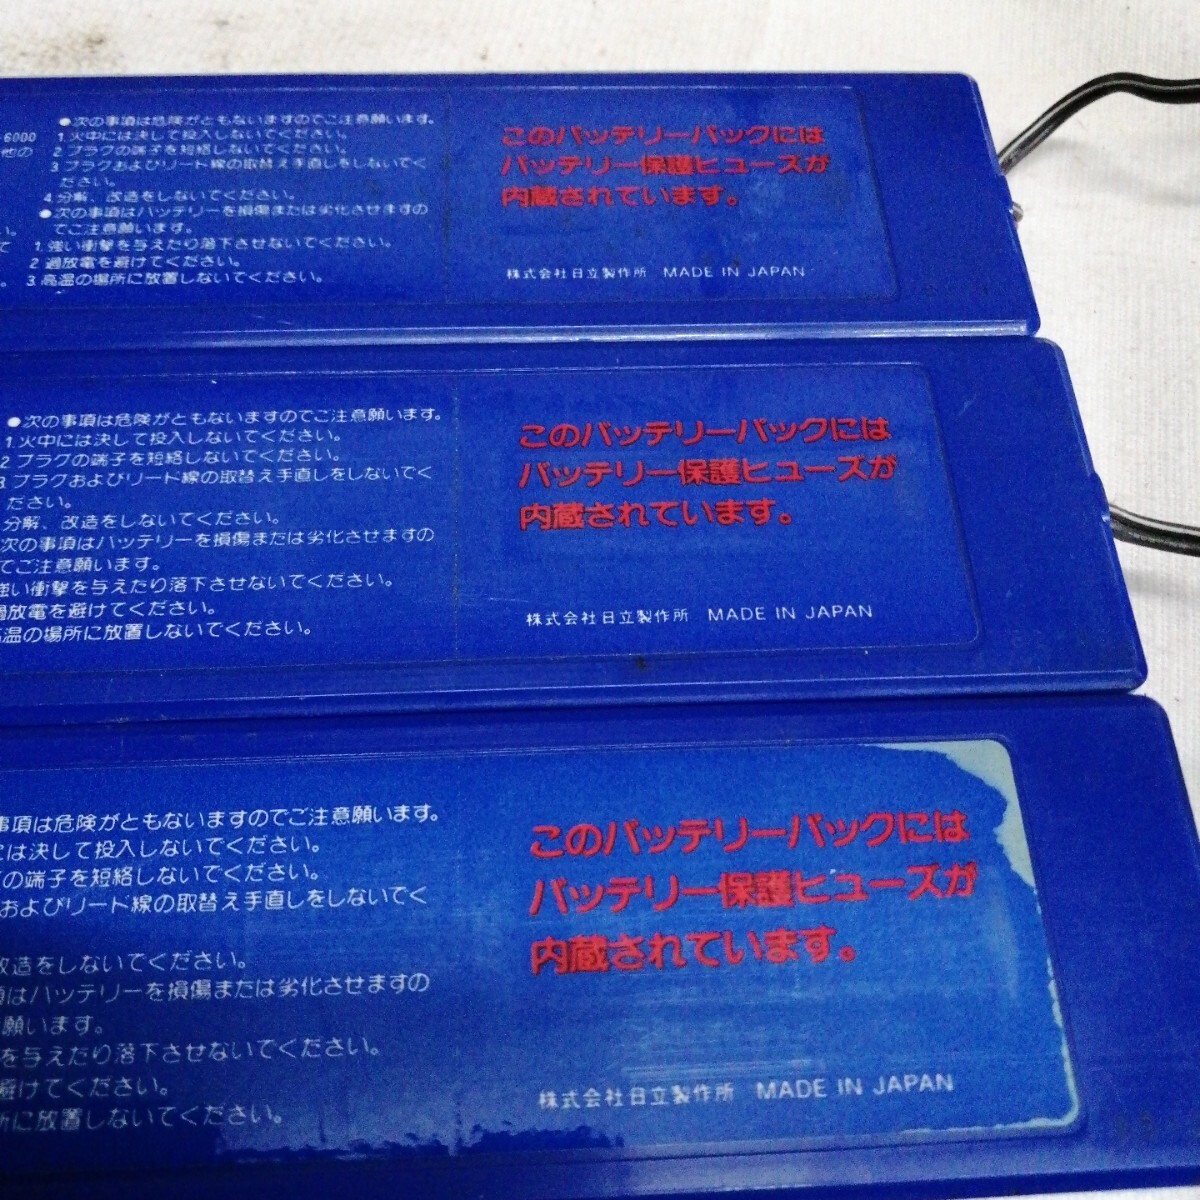 6000
他の
●次の事項は危険がともないますのでご注意願います。
1.火中には決して投入しないでください。
2 プラグの端子を短絡しないでください。
3 プラグおよびリード線の取替え手直しをしないでく
ださい。
4 分解、改造をしないでください。
●次の事項はバッテリーを損傷または劣化させますの
でご注意願います。
1.強い衝撃を与えたり落下させないでください。
2 過放電を避けてください。
3.高温の場所に放置しないでください。
このバッテリーパックには
バッテリー保護ヒューズが
内蔵されています。
株式会社日立製作所 MADE IN JAPAN
●次の事項は危険がともないますのでご注意願います。
1.火中には決して投入しないでください。
2 プラグの端子を短絡しないでください。
3 プラグおよびリード線の取替え手直しをしないでく
ださい。
分解、改造をしないでください。
次の事項はバッテリーを損傷または劣化させますの
でご注意願います。
強い衝撃を与えたり落下させないでください。
過放電を避けてください。
高温の場所に放置しないでください。
このバッテリーパックには
バッテリー保護ヒューズが
内蔵されています。
株式会社日立製作所 MADE IN JAPAN
事項は危険がともないますのでご注意願います。
には決して投入しないでください。
の端子を短絡しないでください。
およびリード線の取替え手直しをしないでく
改造をしないでください。
項はバッテリーを損傷または劣化させますの
願います。
を与えたり落下させないでください。
避けてください。
所に放置しないでください。
このバッテリーパックには
バッテリー保護ヒューズが
内蔵されています。
株式会社日立製作所 MADE IN JAPAN